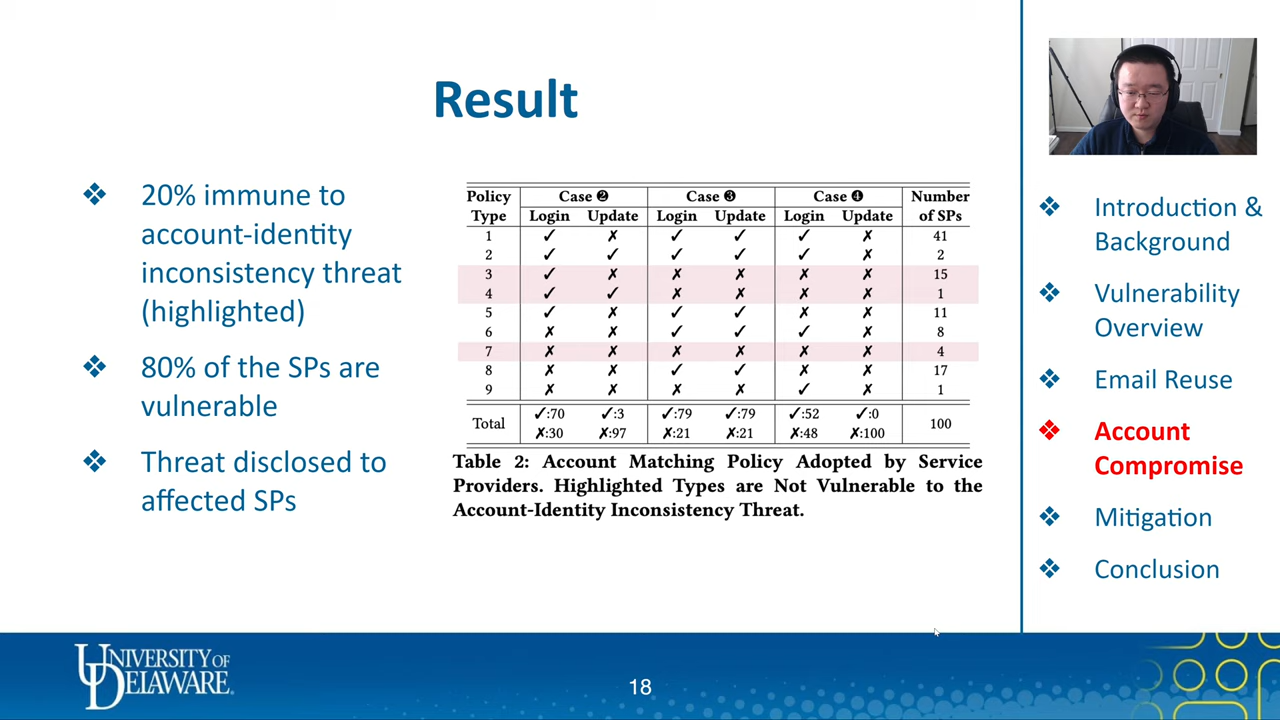 Result
❖ 20% immune to
account-identity
inconsistency threat
(highlighted)
❖ 80% of the SPs are
vulnerable
❖ Threat disclosed to
affected SPs
Policy Case ❷ Case ❸ Case ❹ Number
Type Login Update Login Update Login Update of SPs
1 ✓ ✗ ✓ ✓ ✓ ✗ 41
2 ✓ ✓ ✓ ✓ ✓ ✗ 2
3 ✓ ✗ ✗ ✗ ✗ ✗ 15
4 ✓ ✓ ✗ ✗ ✗ ✗ 1
5 ✓ ✗ ✓ ✓ ✗ ✗ 11
6 ✗ ✗ ✓ ✓ ✓ ✗ 8
7 ✗ ✗ ✗ ✗ ✗ ✗ 4
8 ✗ ✗ ✓ ✓ ✗ ✗ 17
9 ✗ ✗ ✗ ✗ ✓ ✗ 1
Total ✓:70 ✓:3 ✓:79 ✓:79 ✓:52 ✓:0 100
✗:30 ✗:97 ✗:21 ✗:21 ✗:48 ✗:100
Table 2: Account Matching Policy Adopted by Service
Providers. Highlighted Types are Not Vulnerable to the
Account-Identity Inconsistency Threat.
❖ Introduction &
Background
❖ Vulnerability
Overview
❖ Email Reuse
❖ Account
Compromise
❖ Mitigation
❖ Conclusion
UNIVERSITY OF
DELAWARE.
18